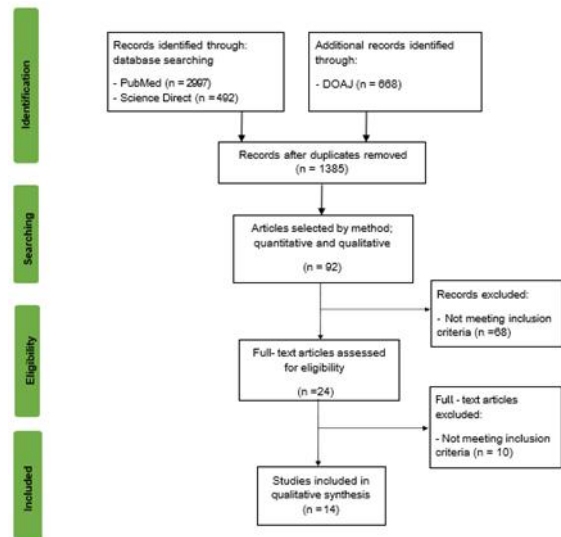 Identification
Records identified through:
database searching
- PubMed (n = 2997)
- Science Direct (n = 492)
Additional records identified
through:
- DOAJ (n = 668)
Records after duplicates removed
(n = 1385)
Searching
Articles selected by method;
quantitative and qualitative
(n = 92)
Records excluded:
- Not meeting inclusion
criteria (n =68)
Eligibility
Full- text articles assessed
for eligibility
(n =24)
Full - text articles
excluded:
- Not meeting inclusion
criteria (n = 10)
Included
Studies included in
qualitative synthesis
(n = 14)